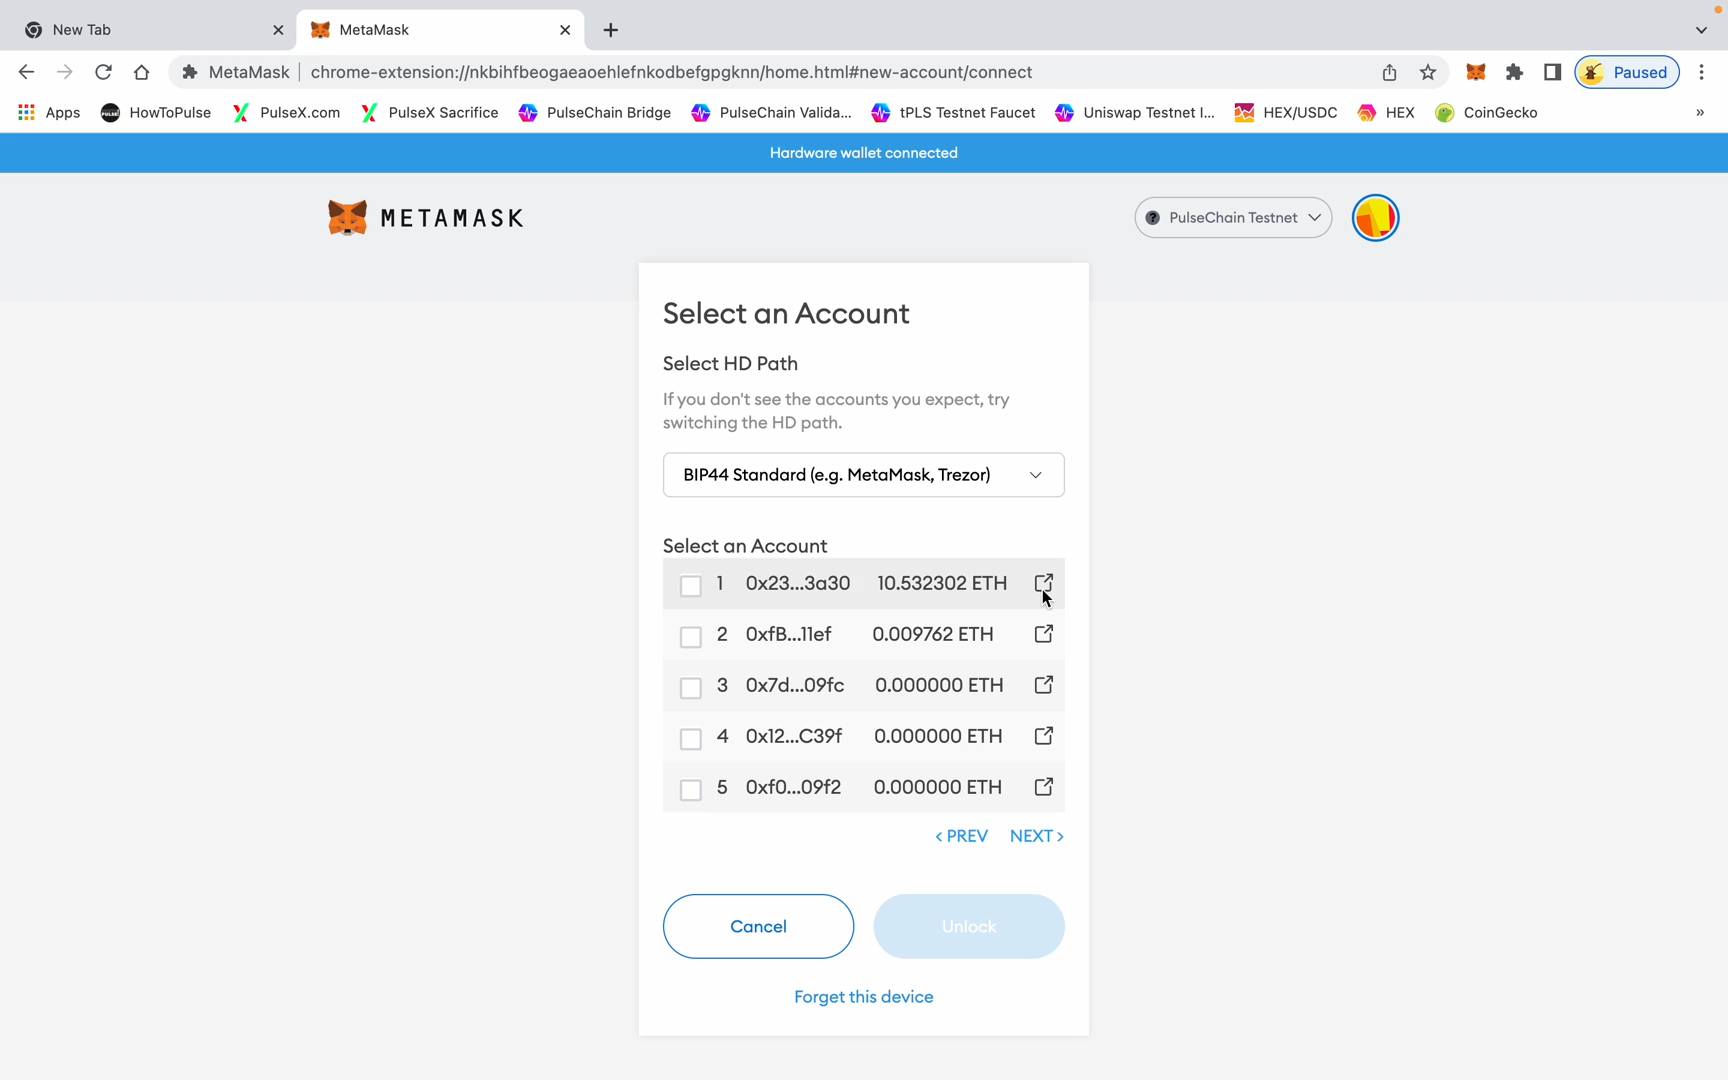 New Tab
MetaMask
MetaMask chrome-extension://nkbihfbeogaeaoehlefnkodbefgpgknn/home.html#new-account/connect
Paused
Apps HowToPulse PulseX.com PulseX Sacrifice PulseChain Bridge PulseChain Valida... tPLS Testnet Faucet Uniswap Testnet I... HEX/USDC HEX CoinGecko »
Hardware wallet connected
METAMASK
? PulseChain Testnet
Select an Account
Select HD Path
If you don't see the accounts you expect, try
switching the HD path.
BIP44 Standard (e.g. MetaMask, Trezor)
Select an Account
1 0x23...3a30 10.532302 ETH
2 0xfB...11ef 0.009762 ETH
3 0x7d...09fc 0.000000 ETH
4 0x12...C39f 0.000000 ETH
5 0xf0...09f2 0.000000 ETH
< PREV NEXT >
Cancel
Unlock
Forget this device